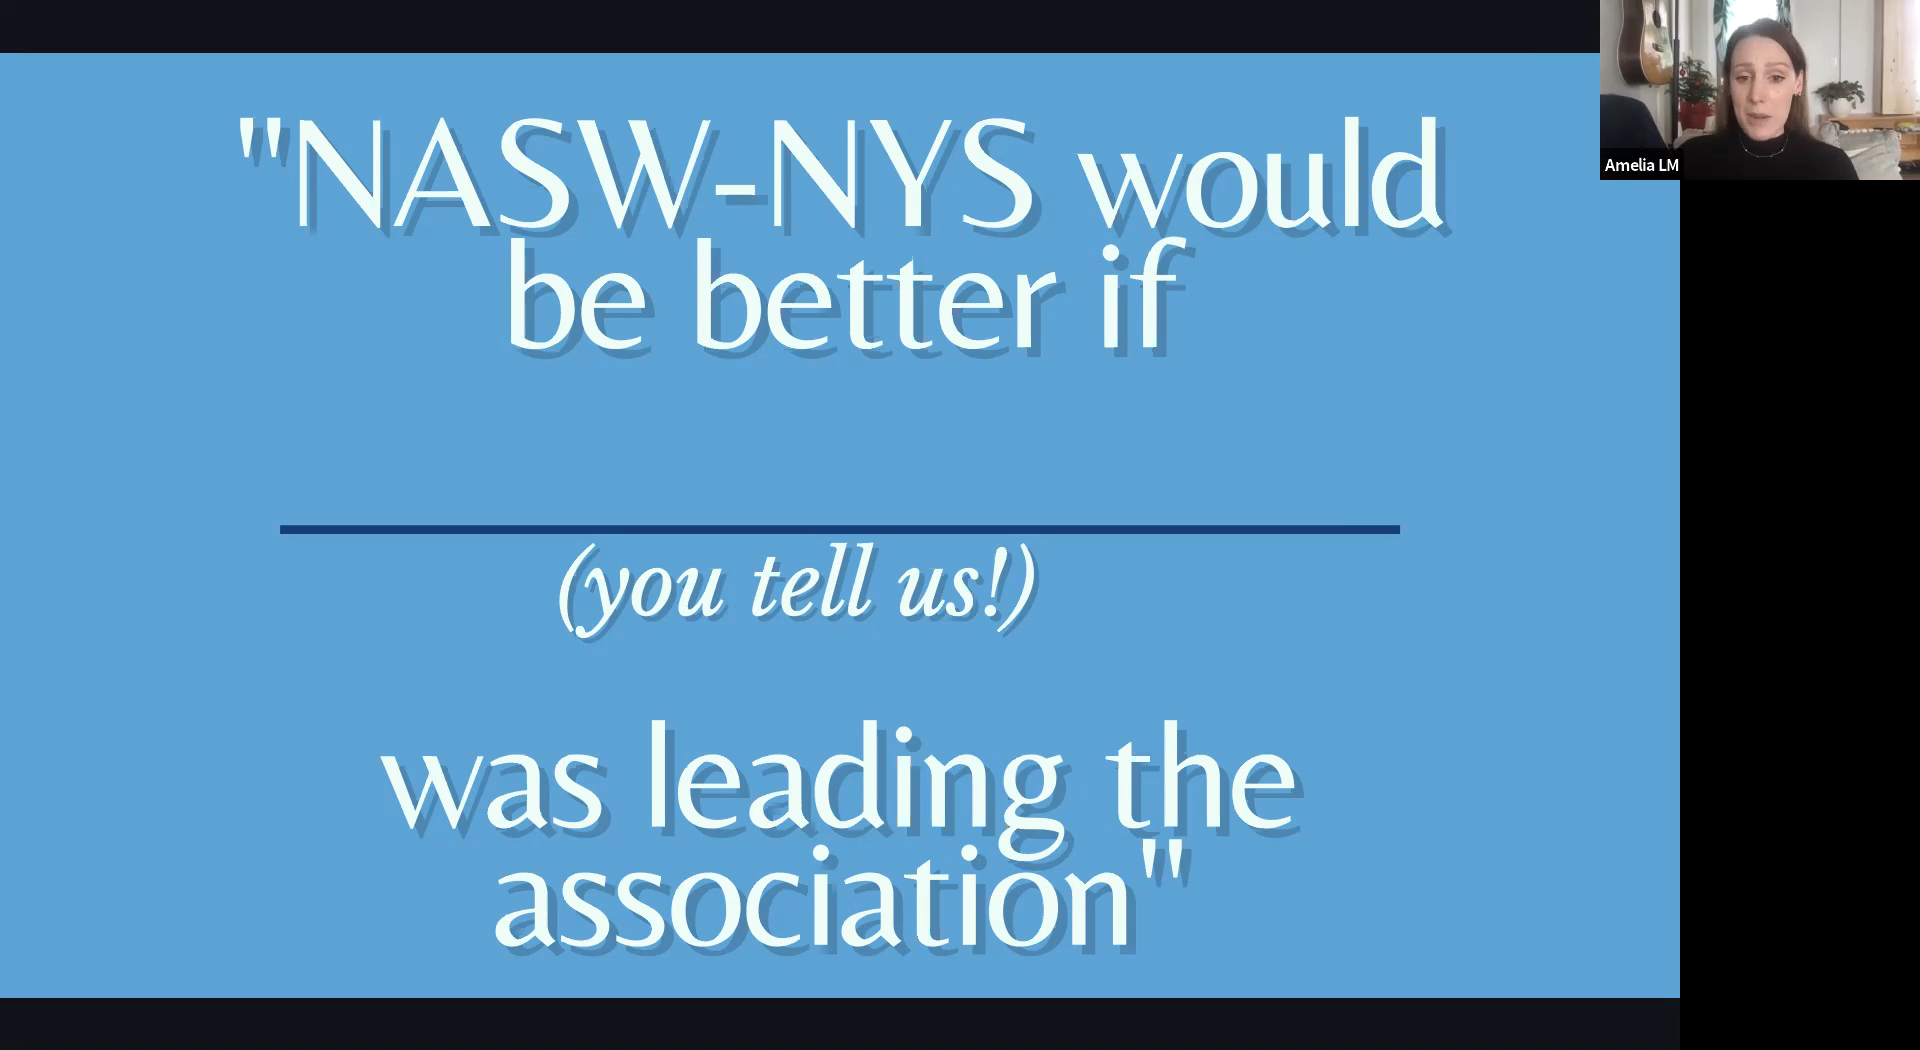 "NASW-NYS would
be better if
(you tell us!)
was leading the
association"
Amelia LM